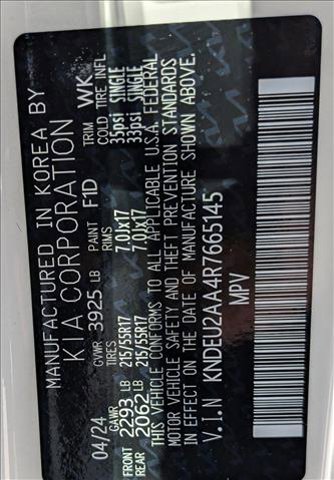 MANUFACTURED IN KOREA BY
KIA CORPORATION
04/24 GVWR 3925 LB PAINT F1D TRIM WK
GAWR TIRES RIMS COLD TIRE INFL
FRONT 2293 LB 215/55R17 7.0Jx17 35psi SINGLE
REAR 2062 LB 215/55R17 7.0Jx17 33psi SINGLE
THIS VEHICLE CONFORMS TO ALL APPLICABLE U.S.A. FEDERAL
MOTOR VEHICLE SAFETY AND THEFT PREVENTION STANDARDS
IN EFFECT ON THE DATE OF MANUFACTURE SHOWN ABOVE.
V.I.N KNDEU2AA4R7665145
MPV